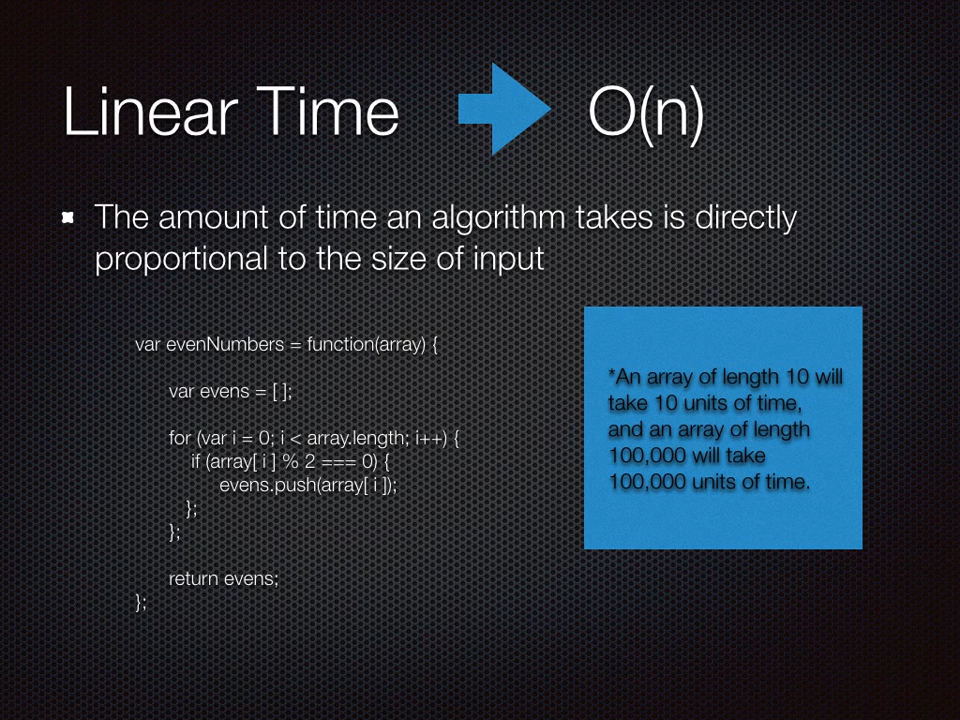 Linear Time O(n)
The amount of time an algorithm takes is directly
proportional to the size of input
var evenNumbers = function(array) {
var evens = [ ];
for (var i = 0; i < array.length; i++) {
if (array[ i ] % 2 === 0) {
evens.push(array[ i ]);
};
};
return evens;
};
*An array of length 10 will
take 10 units of time,
and an array of length
100,000 will take
100,000 units of time.